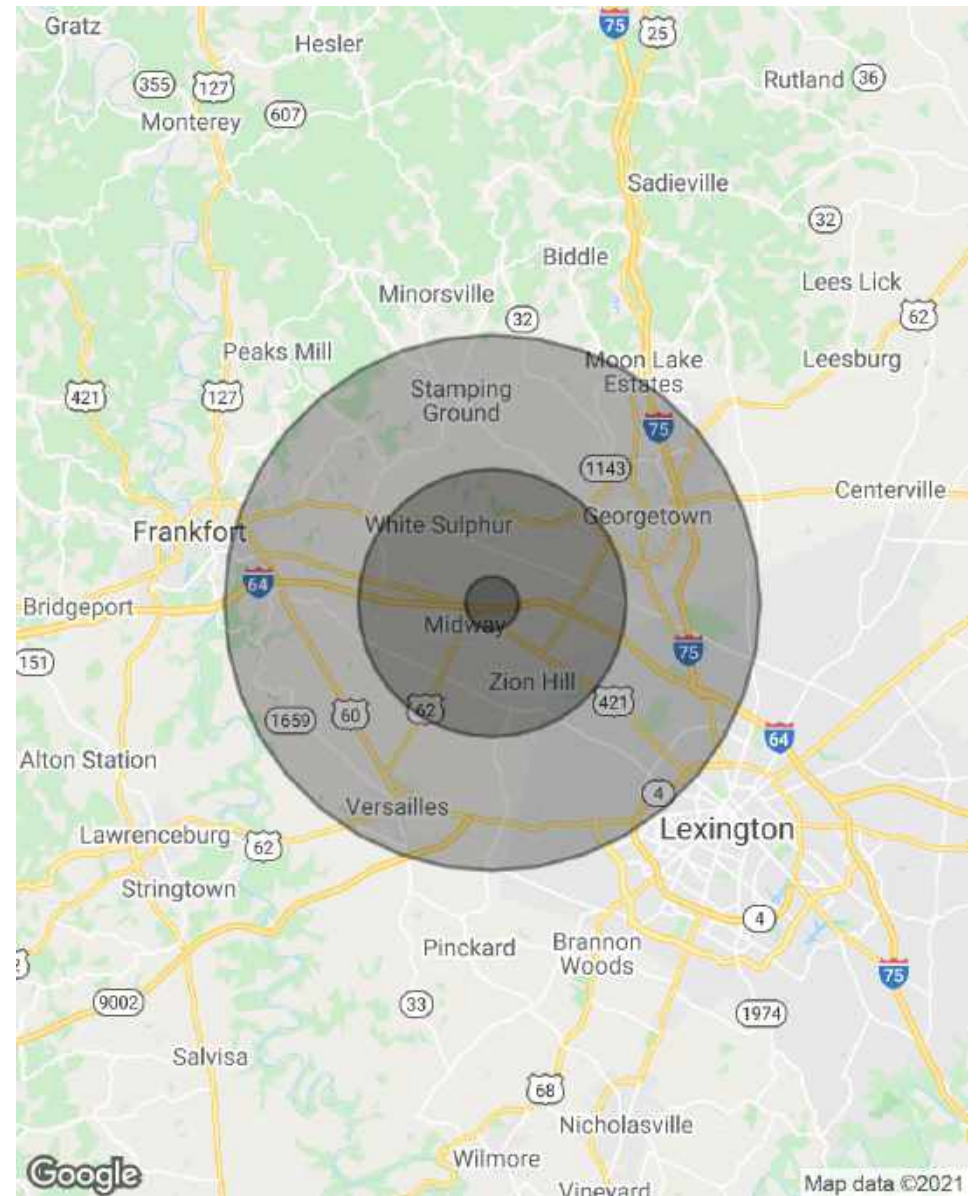 Gratz
Hesler
75
25
355
127
Rutland
36
Monterey
607
Sadieville
32
Biddle
Lees Lick
Minorsville
32
62
Peaks Mill
Moon Lake
Estates
Leesburg
421
127
Stamping
Ground
75
1143
Centerville
White Sulphur
Georgetown
Frankfort
64
Bridgeport
Midway
151
75
Zion Hill
1659
60
62
421
64
Alton Station
4
Versailles
Lexington
Lawrenceburg
62
Stringtown
4
Pinckard
Brannon
Woods
75
9002
33
1974
Salvisa
68
Nicholasville
Wilmore
Google
Vineyard
Map data ©2021